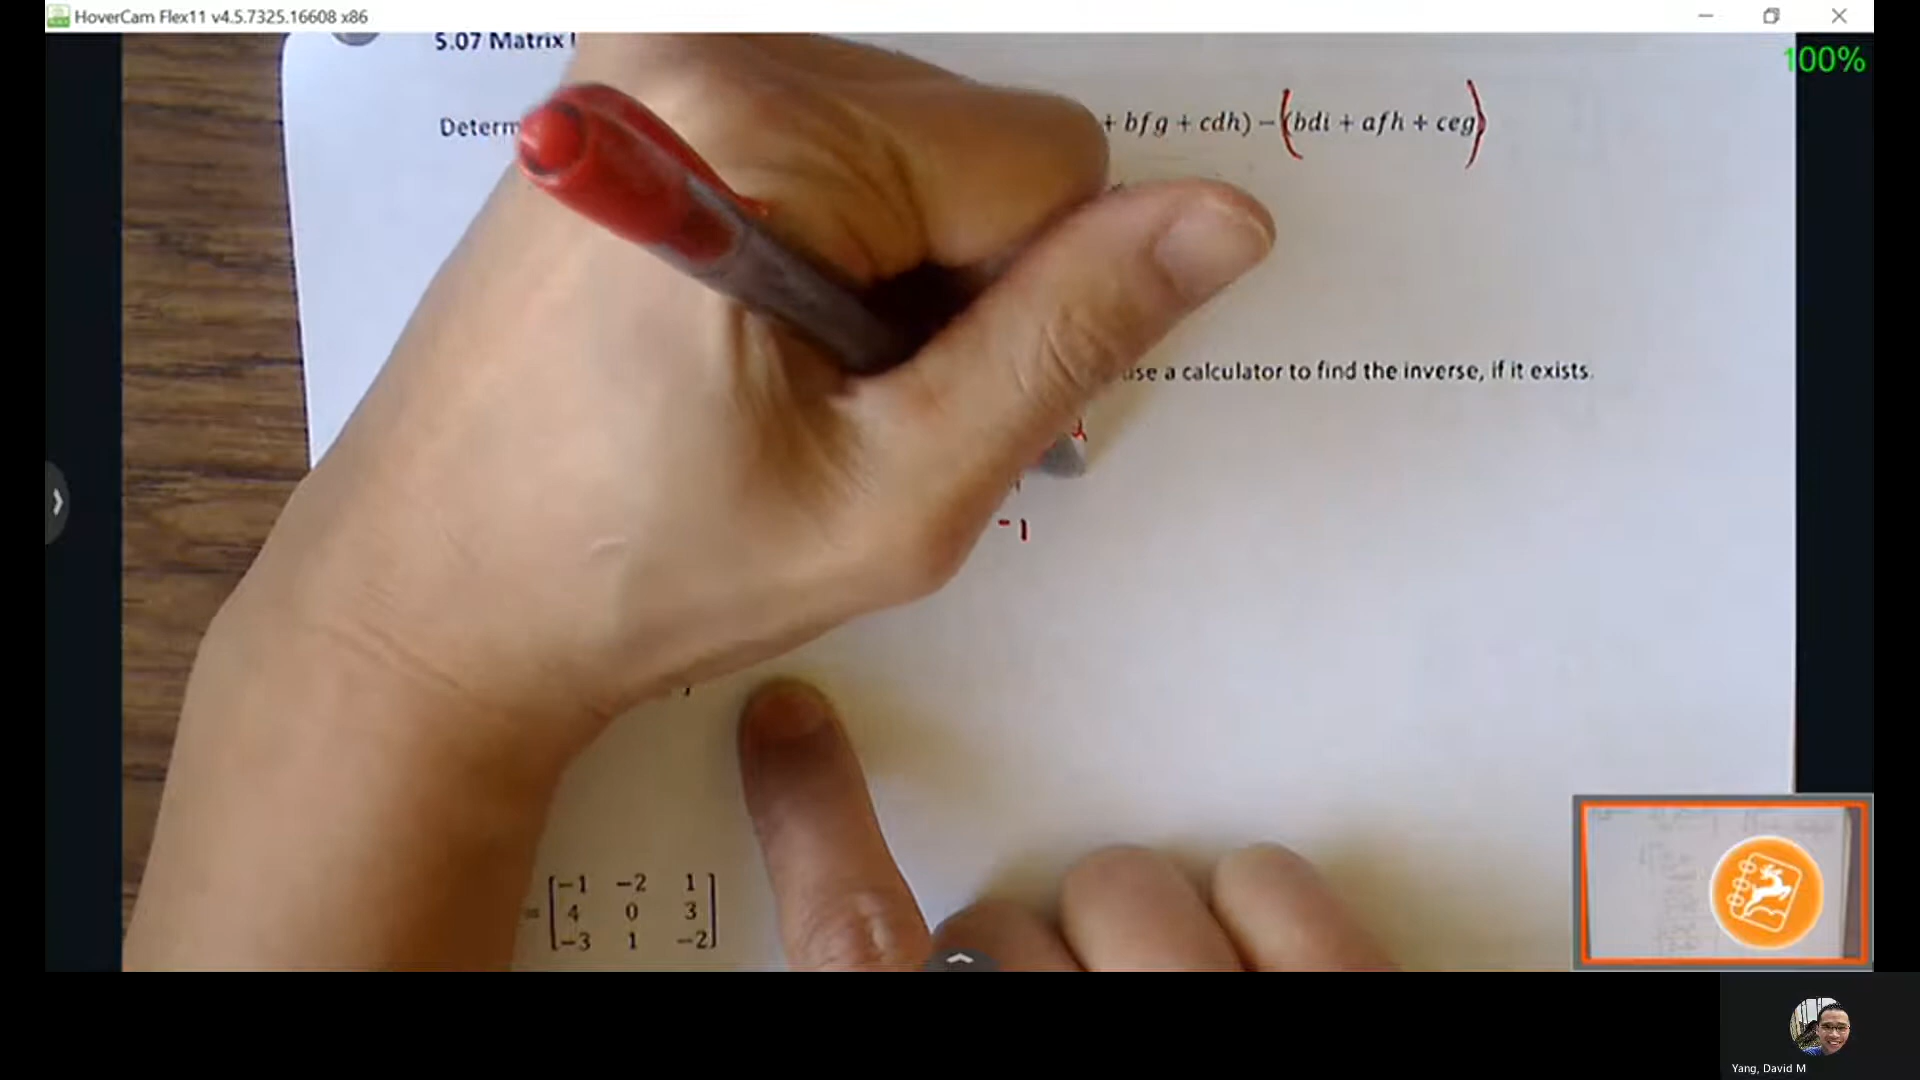 HoverCam Flex11 v4.5.7325.16608 x86
100%
5.07 Matrix
+ bfg + cdh) − (bdi + afh + ceg)
use a calculator to find the inverse, if it exists.
-1
= [−1 −2 1
4 0 3
−3 1 −2]
Yang, David M